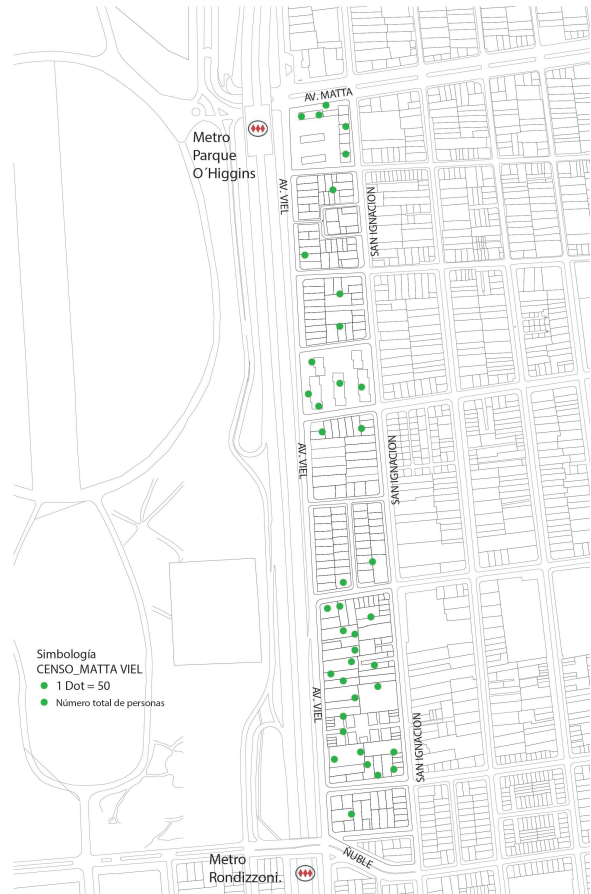 AV. MATTA
Metro
Parque
O´Higgins
AV. VIEL
SAN IGNACION
AV. VIEL
SAN IGNACION
Simbología
CENSO_MATTA VIEL
1 Dot = 50
Número total de personas
AV. VIEL
SAN IGNACION
ÑUBLE
Metro
Rondizzoni.